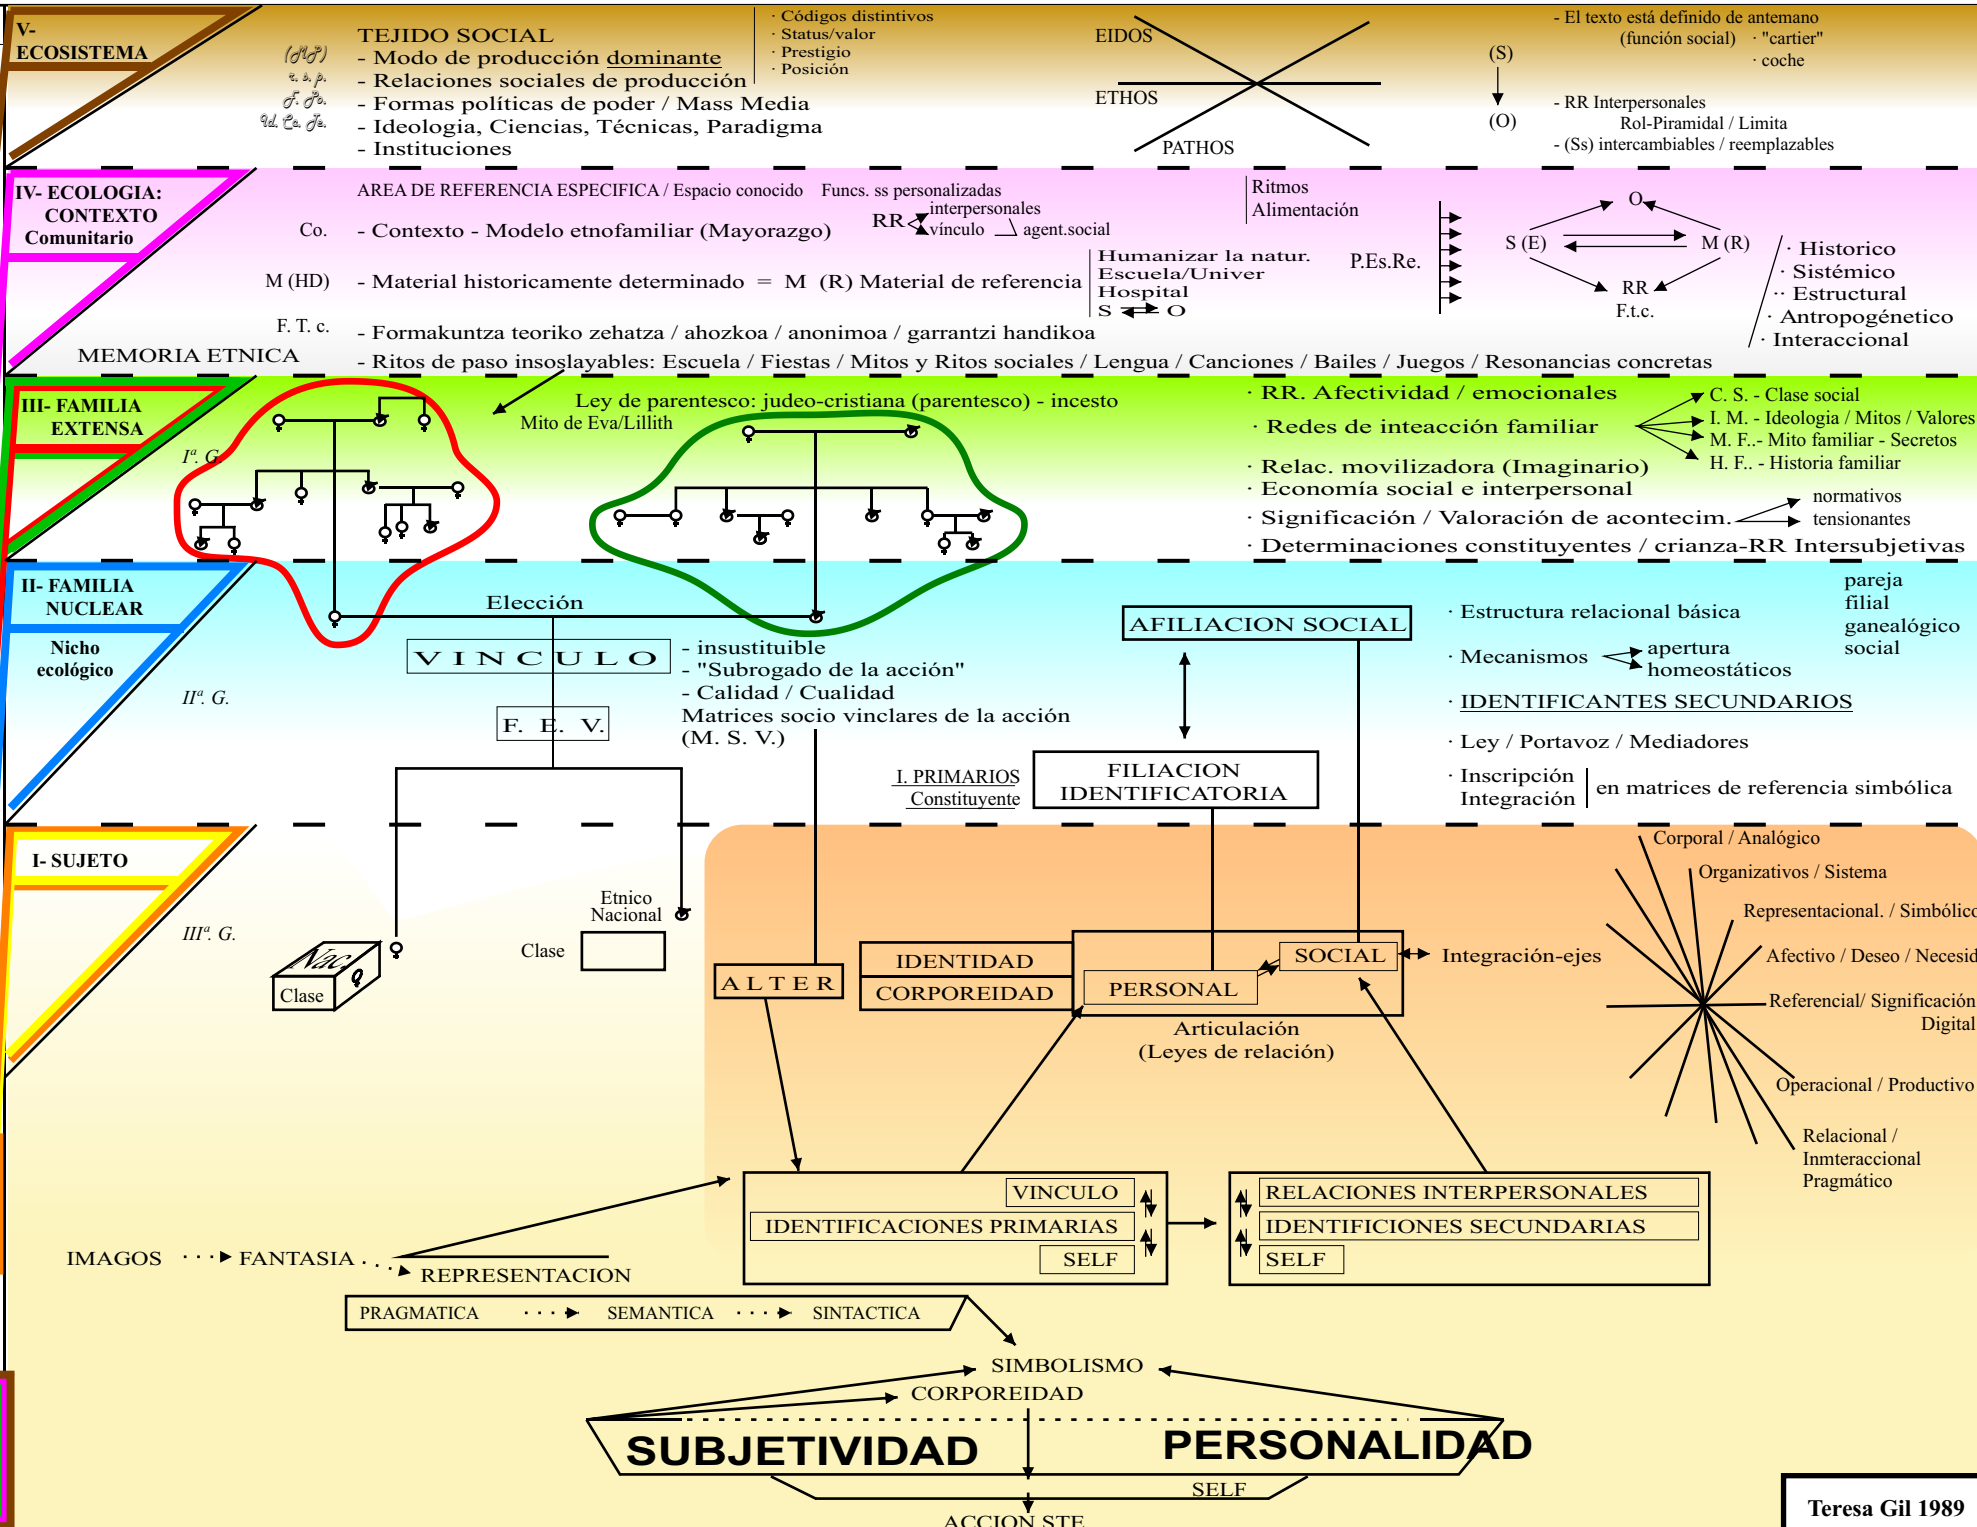 V-
ECOSISTEMA
(MP)
r. s. p.
F. Po.
Id. Ca. Te.
TEJIDO SOCIAL
- Modo de producción dominante
- Relaciones sociales de producción
- Formas políticas de poder / Mass Media
- Ideologia, Ciencias, Técnicas, Paradigma
- Instituciones
· Códigos distintivos
· Status/valor
· Prestigio
· Posición
EIDOS
ETHOS
PATHOS
(S)
(O)
- El texto está definido de antemano
(función social) · "cartier"
· coche
- RR Interpersonales
Rol-Piramidal / Limita
- (Ss) intercambiables / reemplazables
IV- ECOLOGIA:
CONTEXTO
Comunitario
AREA DE REFERENCIA ESPECIFICA / Espacio conocido
Funcs. ss personalizadas
Co.
- Contexto - Modelo etnofamiliar (Mayorazgo)
RR
interpersonales
vínculo
agent.social
M (HD)
- Material historicamente determinado = M (R) Material de referencia
Humanizar la natur.
Escuela/Univer
Hospital
S O
F. T. c.
- Formakuntza teoriko zehatza / ahozkoa / anonimoa / garrantzi handikoa
MEMORIA ETNICA
- Ritos de paso insoslayables: Escuela / Fiestas / Mitos y Ritos sociales / Lengua / Canciones / Bailes / Juegos / Resonancias concretas
Ritmos
Alimentación
P.Es.Re.
O
S (E)
M (R)
RR
F.t.c.
· Historico
· Sistémico
·· Estructural
· Antropogénetico
· Interaccional
III- FAMILIA
EXTENSA
Iª. G.
Ley de parentesco: judeo-cristiana (parentesco) - incesto
Mito de Eva/Lillith
· RR. Afectividad / emocionales
· Redes de inteacción familiar
C. S. - Clase social
I. M. - Ideologia / Mitos / Valores
M. F..- Mito familiar - Secretos
H. F.. - Historia familiar
· Relac. movilizadora (Imaginario)
· Economía social e interpersonal
· Significación / Valoración de acontecim.
normativos
tensionantes
· Determinaciones constituyentes / crianza-RR Intersubjetivas
II- FAMILIA
NUCLEAR
Nicho
ecológico
IIª. G.
Elección
V I N C U L O
- insustituible
- "Subrogado de la acción"
- Calidad / Cualidad
Matrices socio vinclares de la acción
(M. S. V.)
F. E. V.
AFILIACION SOCIAL
I. PRIMARIOS
Constituyente
FILIACION
IDENTIFICATORIA
· Estructura relacional básica
pareja
filial
ganealógico
social
· Mecanismos
apertura
homeostáticos
· IDENTIFICANTES SECUNDARIOS
· Ley / Portavoz / Mediadores
· Inscripción
Integración
en matrices de referencia simbólica
I- SUJETO
IIIª. G.
Nac.
Clase
Etnico
Nacional
Clase
A L T E R
IDENTIDAD
CORPOREIDAD
PERSONAL
SOCIAL
Integración-ejes
Articulación
(Leyes de relación)
Corporal / Analógico
Organizativos / Sistema
Representacional. / Simbólico
Afectivo / Deseo / Necesid
Referencial/ Significación
Digital
Operacional / Productivo
Relacional /
Inmteraccional
Pragmático
VINCULO
IDENTIFICACIONES PRIMARIAS
SELF
RELACIONES INTERPERSONALES
IDENTIFICIONES SECUNDARIAS
SELF
IMAGOS
FANTASIA
REPRESENTACION
PRAGMATICA
SEMANTICA
SINTACTICA
SIMBOLISMO
CORPOREIDAD
SUBJETIVIDAD
PERSONALIDAD
SELF
ACCION STE
Teresa Gil 1989